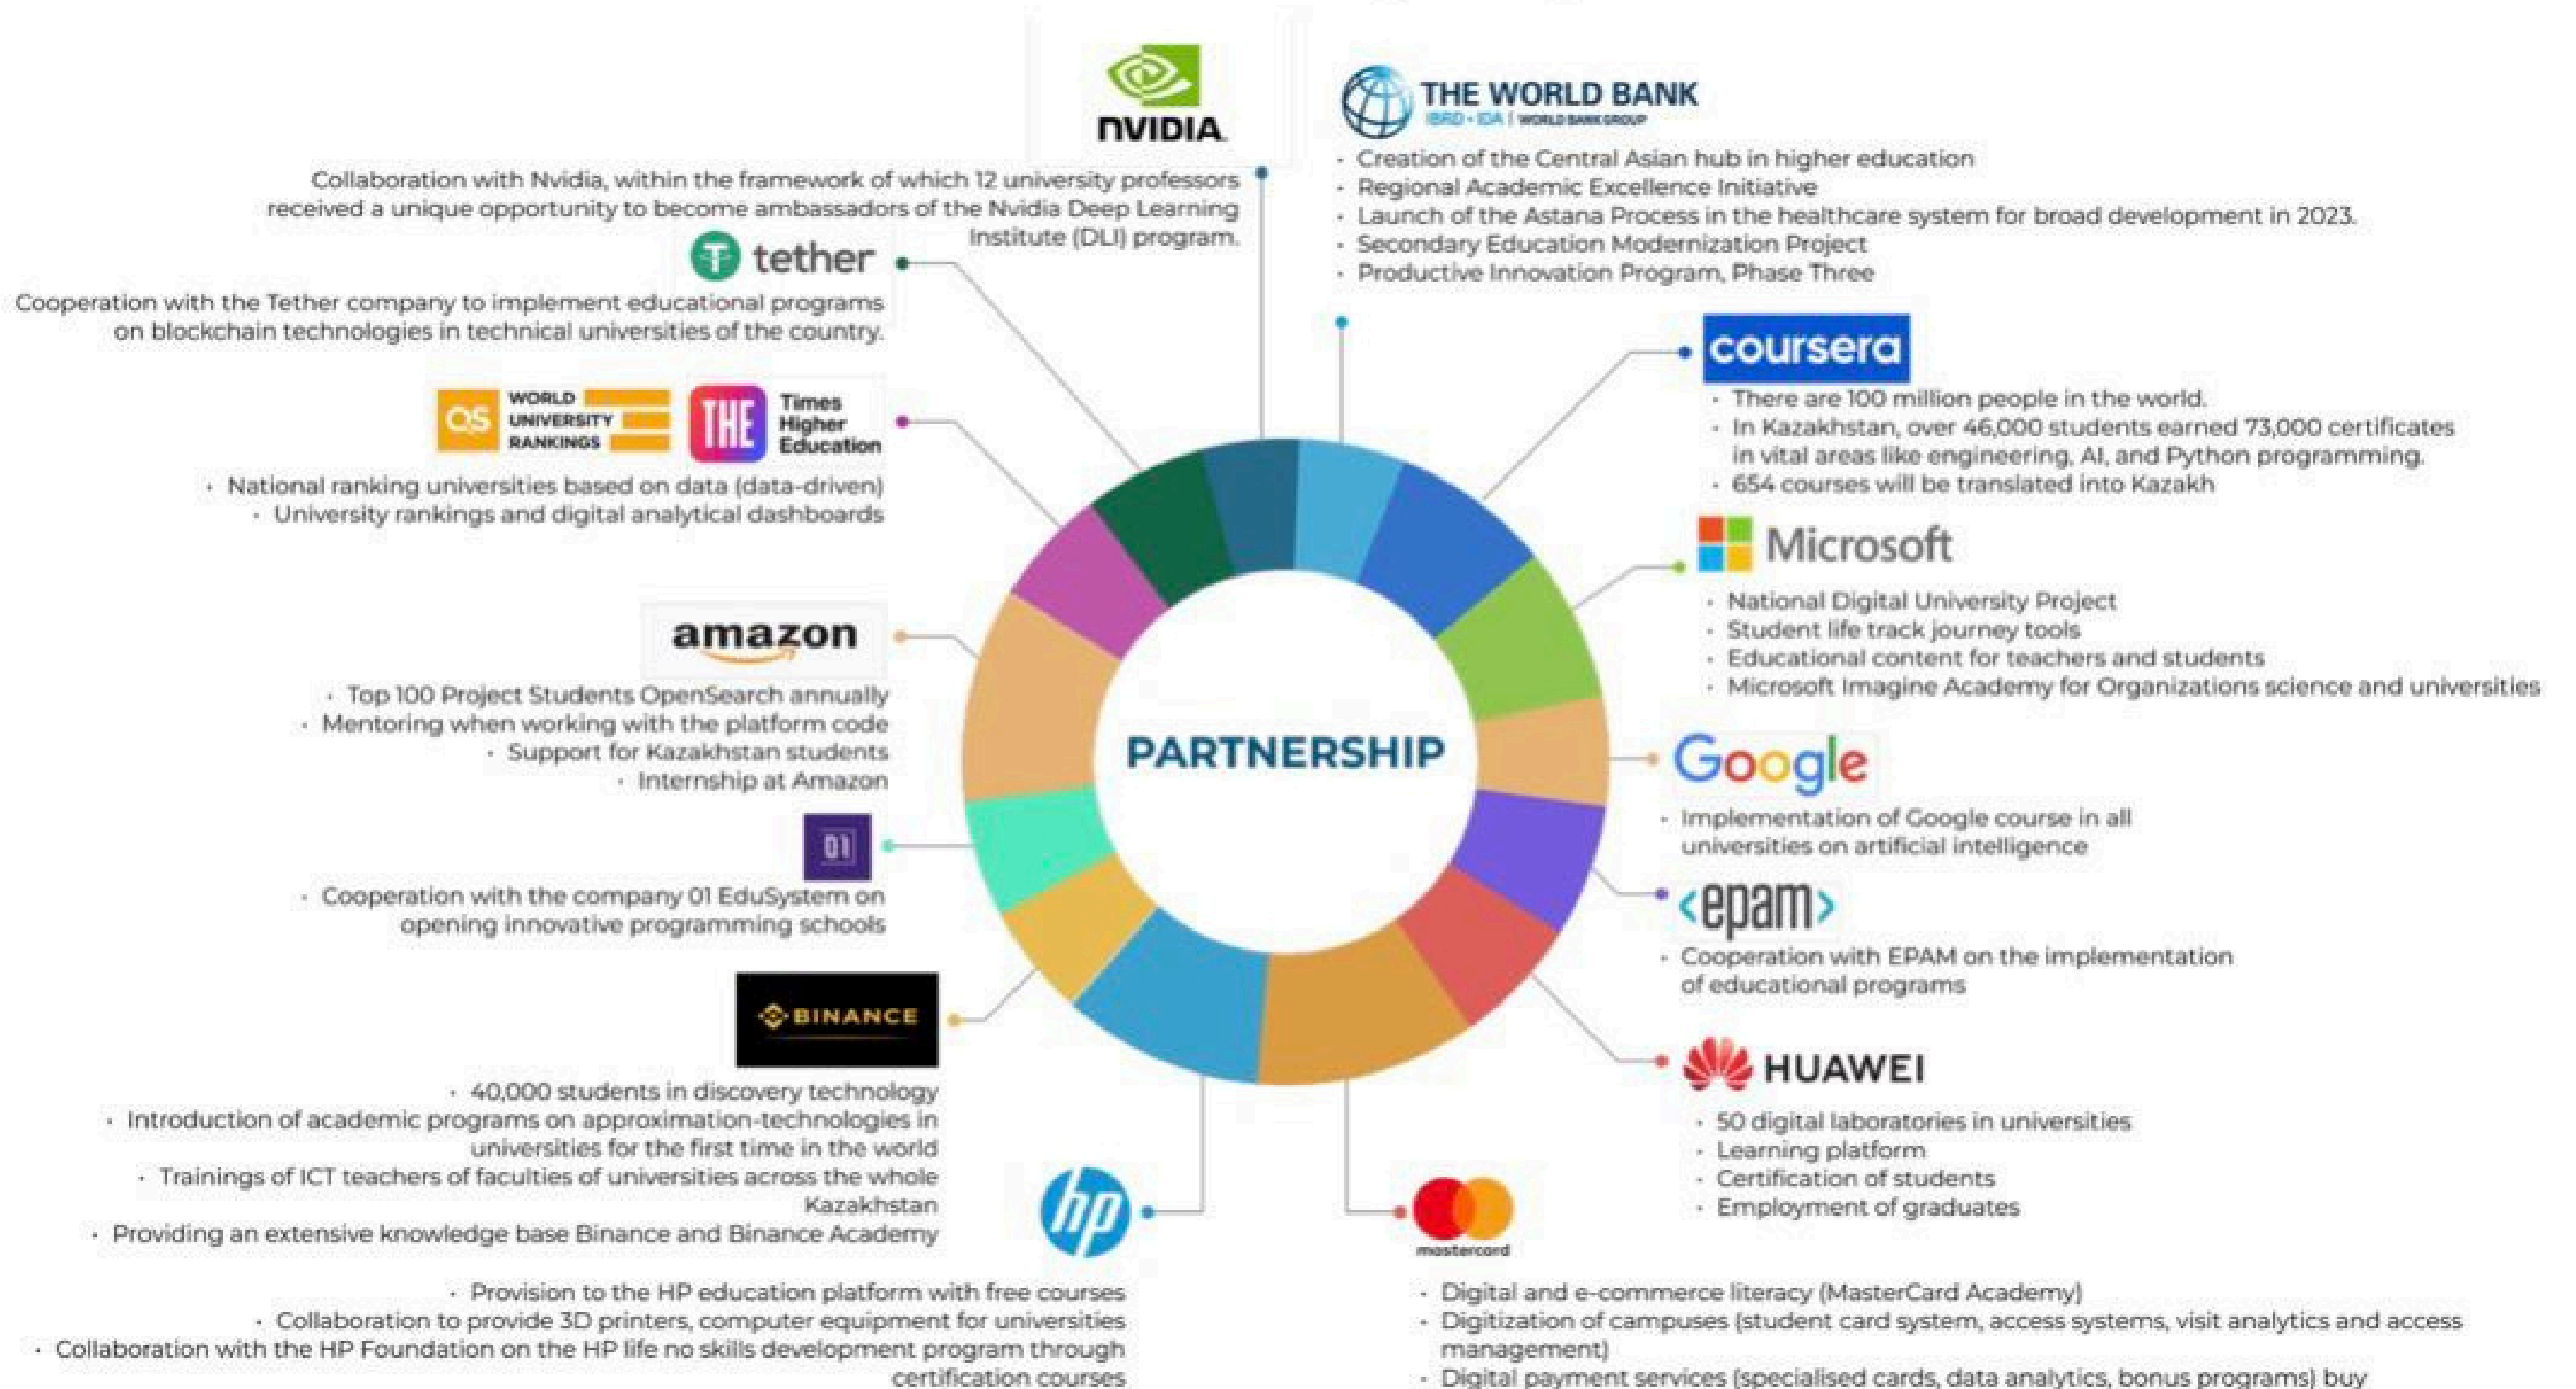 NVIDIA
Collaboration with Nvidia, within the framework of which 12 university professors
received a unique opportunity to become ambassadors of the Nvidia Deep Learning
Institute (DLI) program.
THE WORLD BANK
IBRD • IDA | WORLD BANK GROUP
• Creation of the Central Asian hub in higher education
• Regional Academic Excellence Initiative
• Launch of the Astana Process in the healthcare system for broad development in 2023.
• Secondary Education Modernization Project
• Productive Innovation Program, Phase Three
tether
Cooperation with the Tether company to implement educational programs
on blockchain technologies in technical universities of the country.
coursera
• There are 100 million people in the world.
• In Kazakhstan, over 46,000 students earned 73,000 certificates
in vital areas like engineering, AI, and Python programming.
• 654 courses will be translated into Kazakh
QS WORLD
UNIVERSITY
RANKINGS
THE Times
Higher
Education
• National ranking universities based on data (data-driven)
• University rankings and digital analytical dashboards
Microsoft
• National Digital University Project
• Student life track journey tools
• Educational content for teachers and students
• Microsoft Imagine Academy for Organizations science and universities
amazon
• Top 100 Project Students OpenSearch annually
• Mentoring when working with the platform code
• Support for Kazakhstan students
• Internship at Amazon
PARTNERSHIP
Google
• Implementation of Google course in all
universities on artificial intelligence
01
• Cooperation with the company 01 EduSystem on
opening innovative programming schools
<epam>
• Cooperation with EPAM on the implementation
of educational programs
BINANCE
• 40,000 students in discovery technology
• Introduction of academic programs on approximation-technologies in
universities for the first time in the world
• Trainings of ICT teachers of faculties of universities across the whole
Kazakhstan
• Providing an extensive knowledge base Binance and Binance Academy
HUAWEI
• 50 digital laboratories in universities
• Learning platform
• Certification of students
• Employment of graduates
hp
• Provision to the HP education platform with free courses
• Collaboration to provide 3D printers, computer equipment for universities
• Collaboration with the HP Foundation on the HP life no skills development program through
certification courses
mastercard
• Digital and e-commerce literacy (MasterCard Academy)
• Digitization of campuses (student card system, access systems, visit analytics and access
management)
• Digital payment services (specialised cards, data analytics, bonus programs) buy